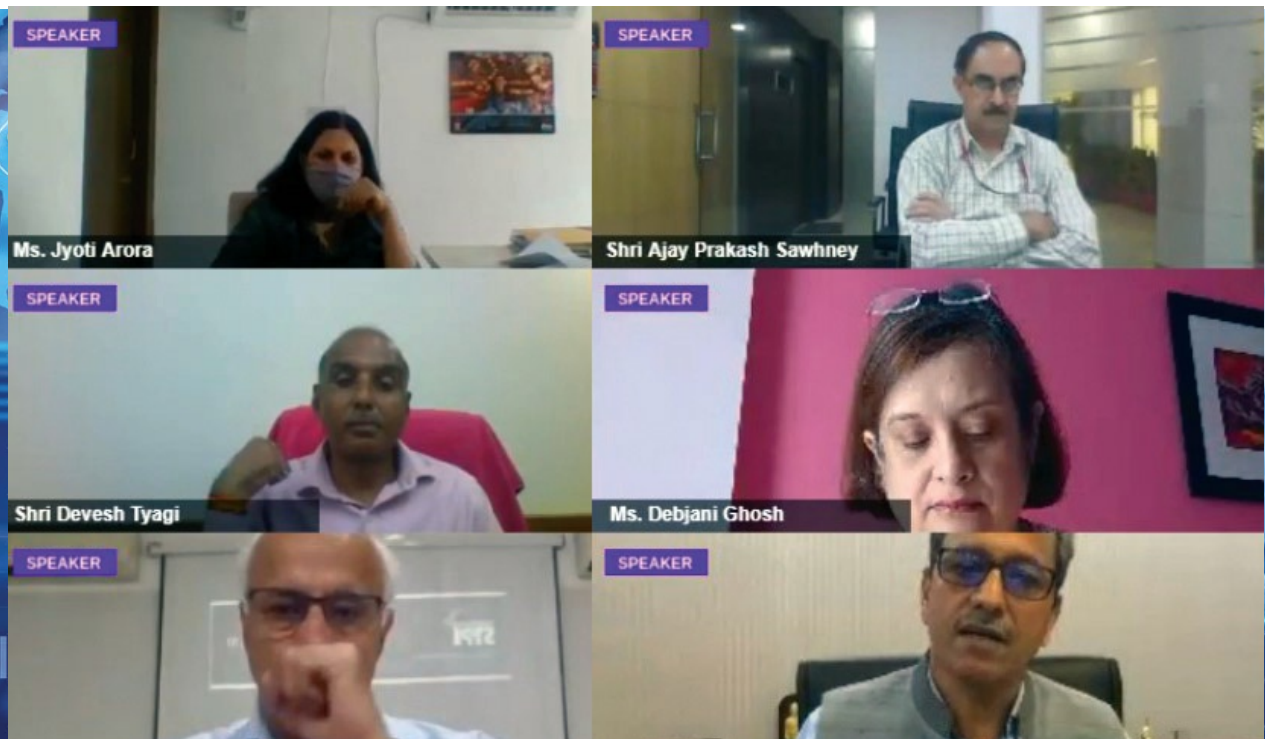 SPEAKER
SPEAKER
Ms. Jyoti Arora
Shri Ajay Prakash Sawhney
SPEAKER
SPEAKER
Shri Devesh Tyagi
Ms. Debjani Ghosh
SPEAKER
SPEAKER